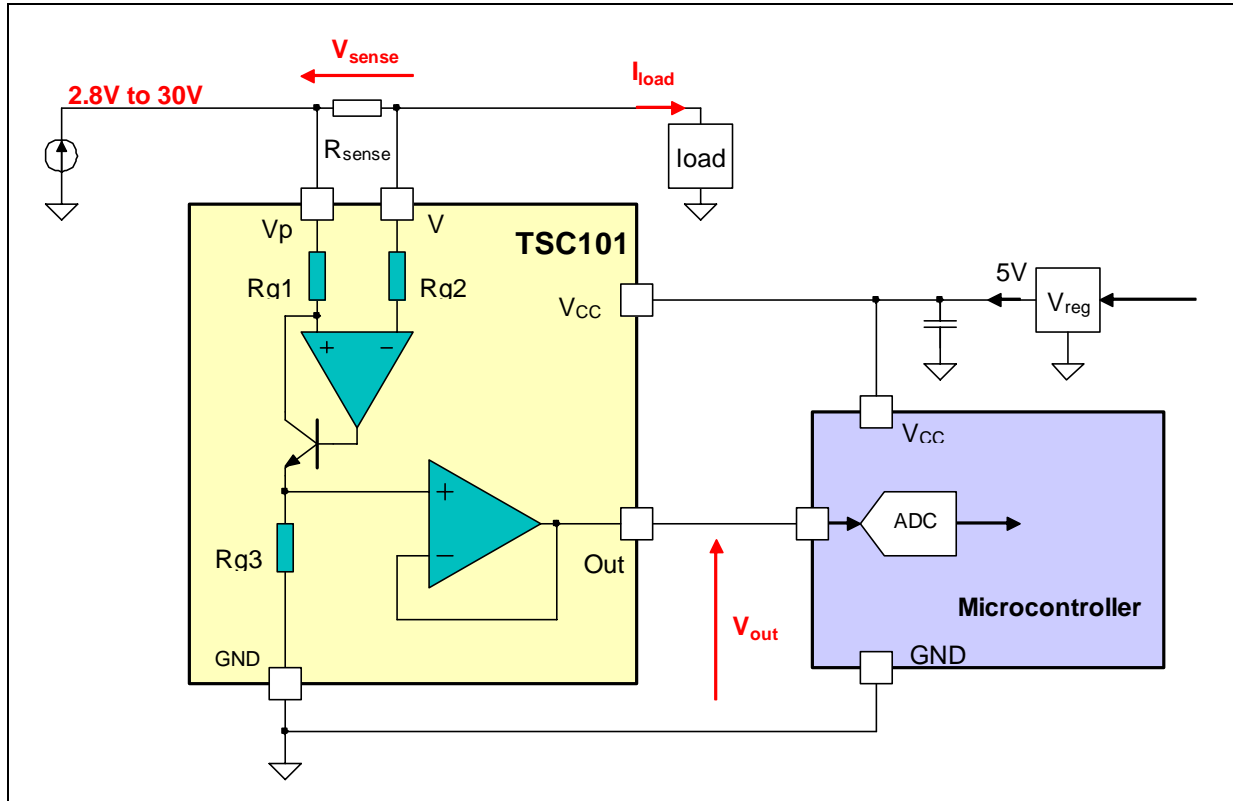 Vsense
Iload
2.8V to 30V
Rsense
load
Vp
V
TSC101
Rg1
Rg2
VCC
5V
Vreg
+
−
VCC
+
−
ADC
Rg3
Out
Microcontroller
Vout
GND
GND